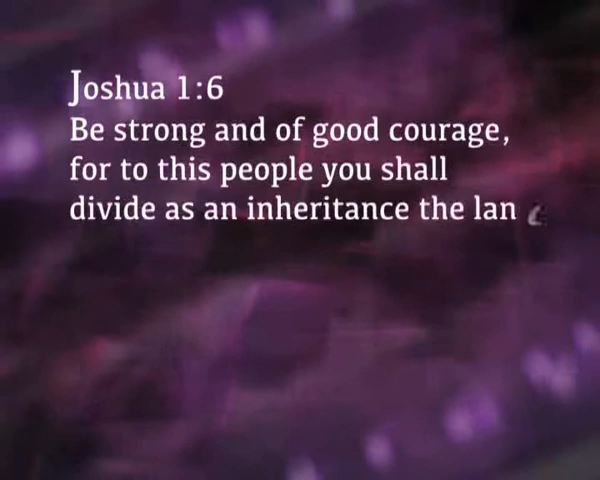 Joshua 1:6
Be strong and of good courage,
for to this people you shall
divide as an inheritance the lan